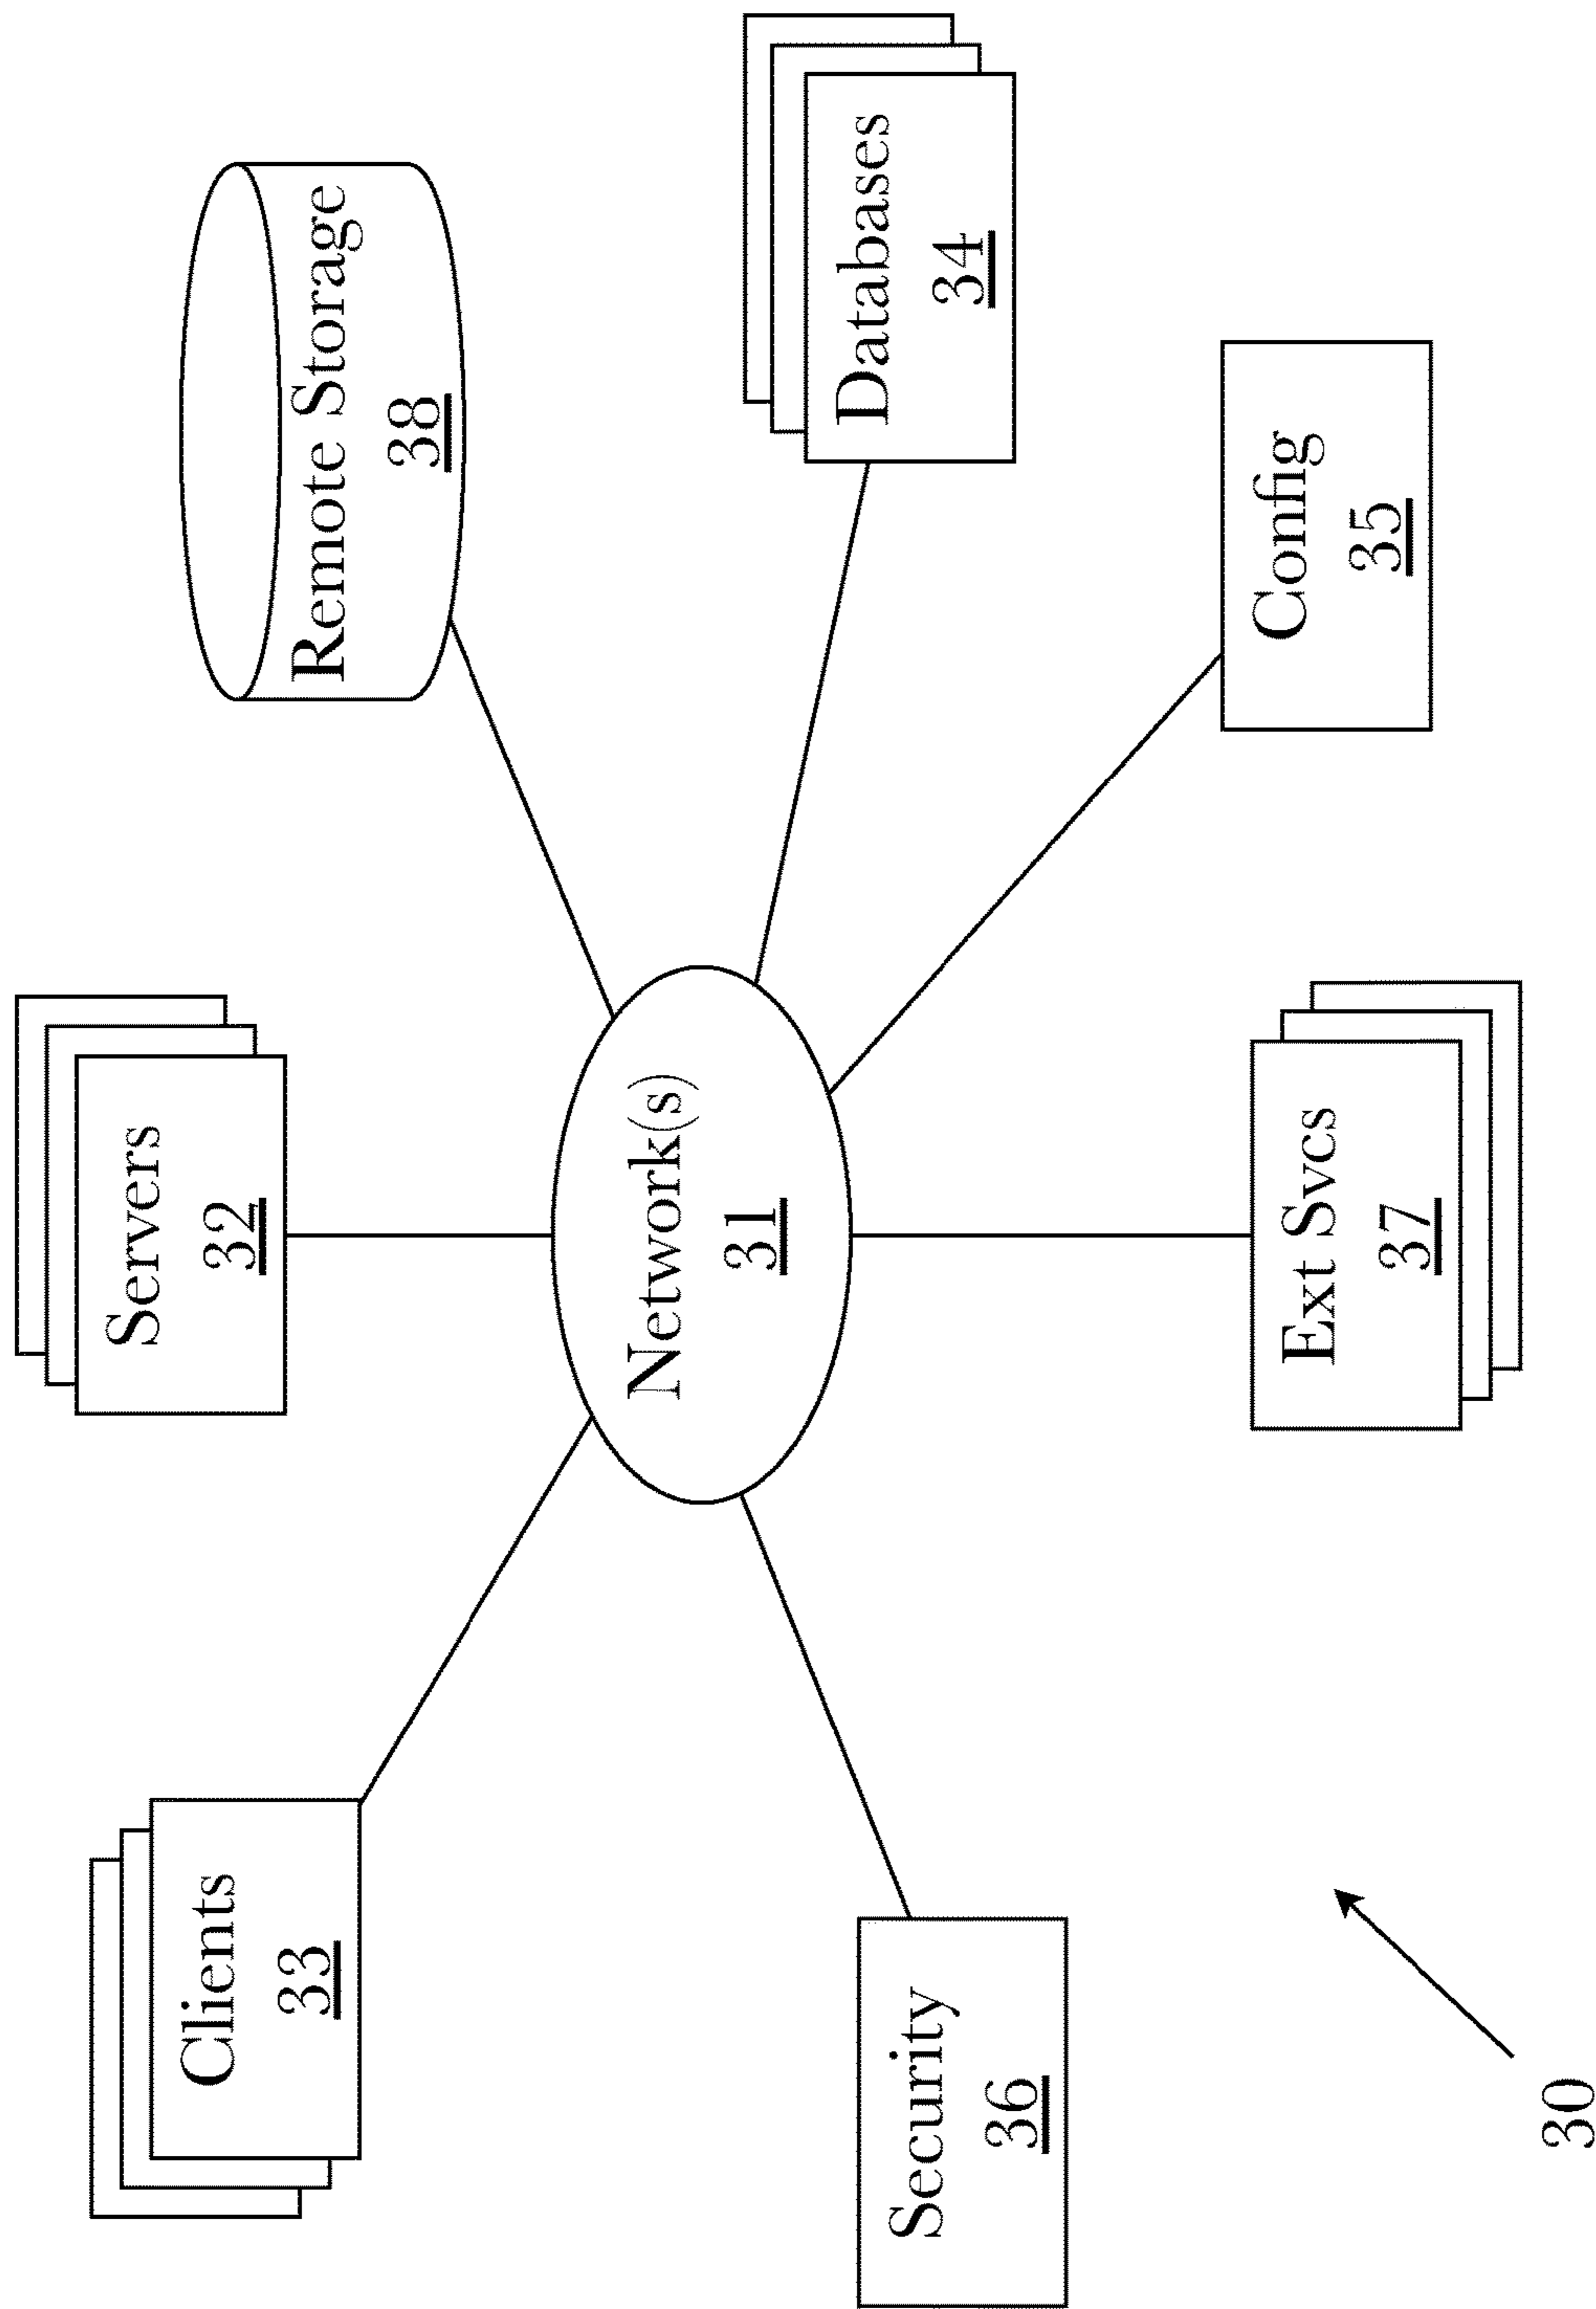 Servers
32
Clients
33
Remote Storage
38
Network(s)
31
Databases
34
Security
36
Ext Svcs
37
Config
35
30